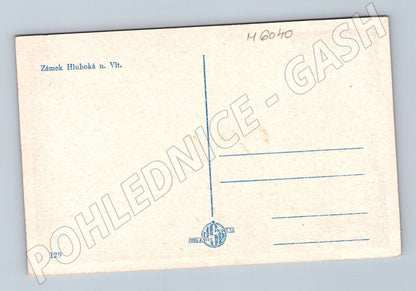 M 6040
Zámek Hluboká n. Vlt.
POHLEDNICE - GASH
129